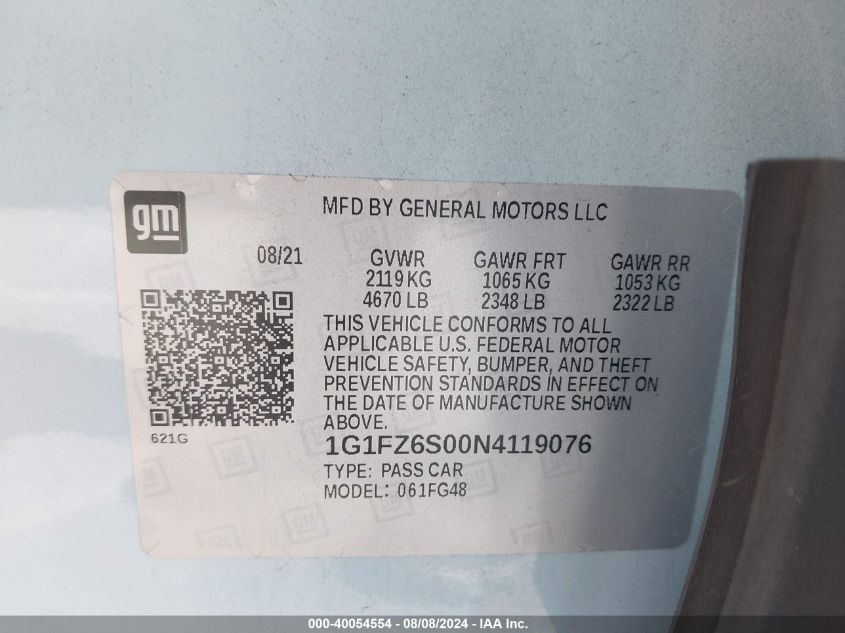 gm
MFD BY GENERAL MOTORS LLC
08/21 GVWR GAWR FRT GAWR RR
2119 KG 1065 KG 1053 KG
4670 LB 2348 LB 2322 LB
THIS VEHICLE CONFORMS TO ALL
APPLICABLE U.S. FEDERAL MOTOR
VEHICLE SAFETY, BUMPER, AND THEFT
PREVENTION STANDARDS IN EFFECT ON
THE DATE OF MANUFACTURE SHOWN
ABOVE.
621G
1G1FZ6S00N4119076
TYPE: PASS CAR
MODEL: 061FG48
000-40054554 - 08/08/2024 - IAA Inc.